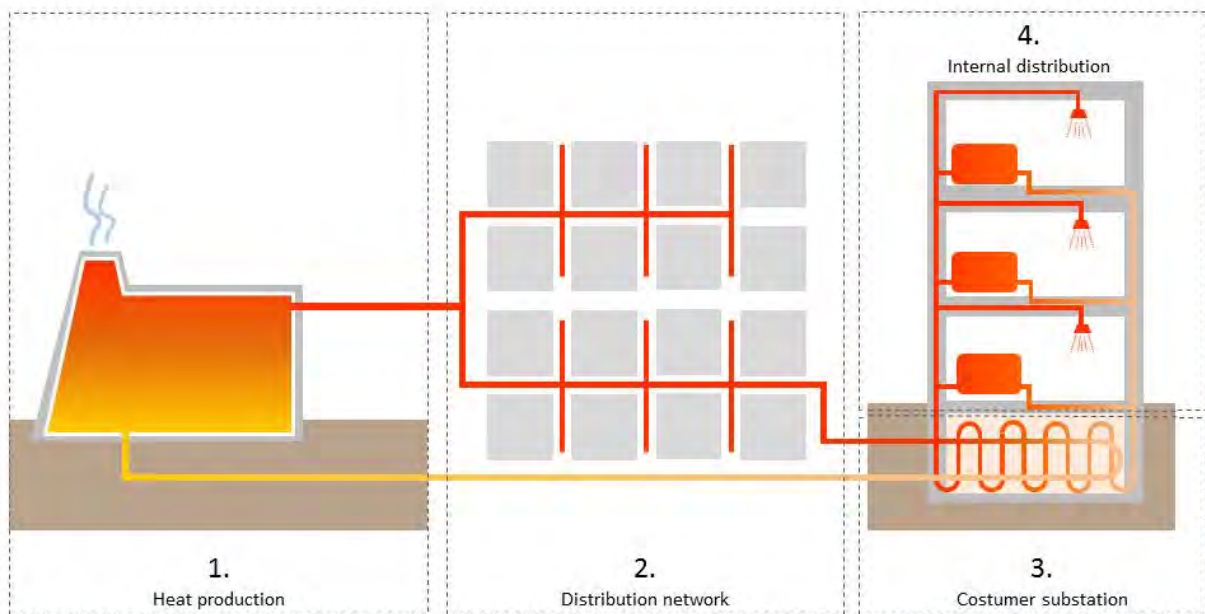 4.
Internal distribution
1.
Heat production
2.
Distribution network
3.
Costumer substation